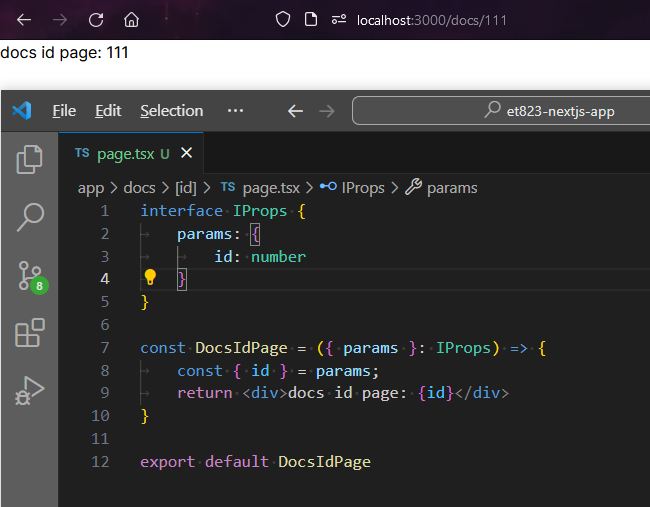 localhost:3000/docs/111
docs id page: 111
File Edit Selection ··· et823-nextjs-app
TS page.tsx U
app > docs > [id] > TS page.tsx > IProps > params
1 interface IProps {
2 params: {
3 id: number
4 }
5 }
6
7 const DocsIdPage = ({ params }: IProps) => {
8 const { id } = params;
9 return <div>docs id page: {id}</div>
10 }
11
12 export default DocsIdPage
8